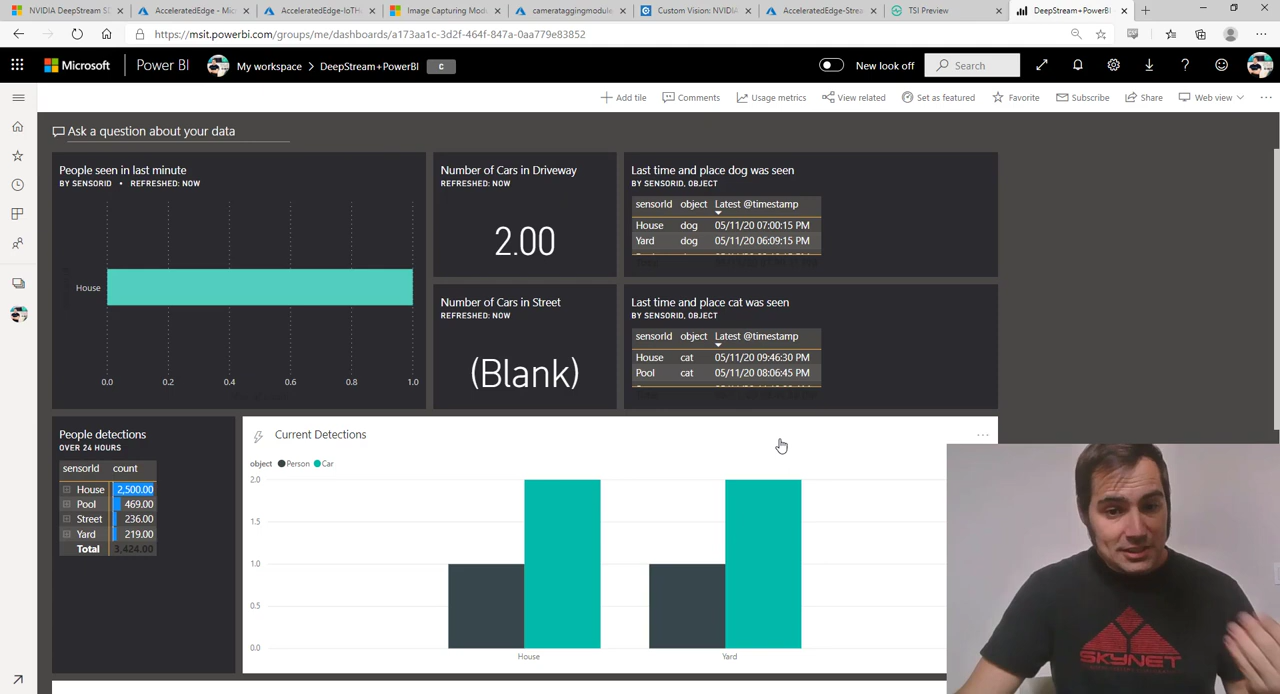 NVIDIA DeepStream S
AcceleratedEdge - Mic
AcceleratedEdge-IoTH
Image Capturing Modu
camerataggingmodule
Custom Vision: NVIDIA
AcceleratedEdge-Strea
TSI Preview
DeepStream+PowerBI
https://msit.powerbi.com/groups/me/dashboards/a173aa1c-3d2f-464f-847a-0aa779e83852
Microsoft Power BI My workspace > DeepStream+PowerBI C New look off Search
+ Add tile Comments Usage metrics View related Set as featured Favorite Subscribe Share Web view
Ask a question about your data
People seen in last minute
BY SENSORID • REFRESHED: NOW
House
0.0 0.2 0.4 0.6 0.8 1.0
Number of Cars in Driveway
REFRESHED: NOW
2.00
Last time and place dog was seen
BY SENSORID, OBJECT
sensorId object Latest @timestamp
House dog 05/11/20 07:00:15 PM
Yard dog 05/11/20 06:09:15 PM
Number of Cars in Street
REFRESHED: NOW
(Blank)
Last time and place cat was seen
BY SENSORID, OBJECT
sensorId object Latest @timestamp
House cat 05/11/20 09:46:30 PM
Pool cat 05/11/20 08:06:45 PM
People detections
OVER 24 HOURS
sensorId count
House 2,500.00
Pool 469.00
Street 236.00
Yard 219.00
Total 3,424.00
Current Detections
object Person Car
2.0
1.5
1.0
0.5
0.0
House Yard
SKYNET